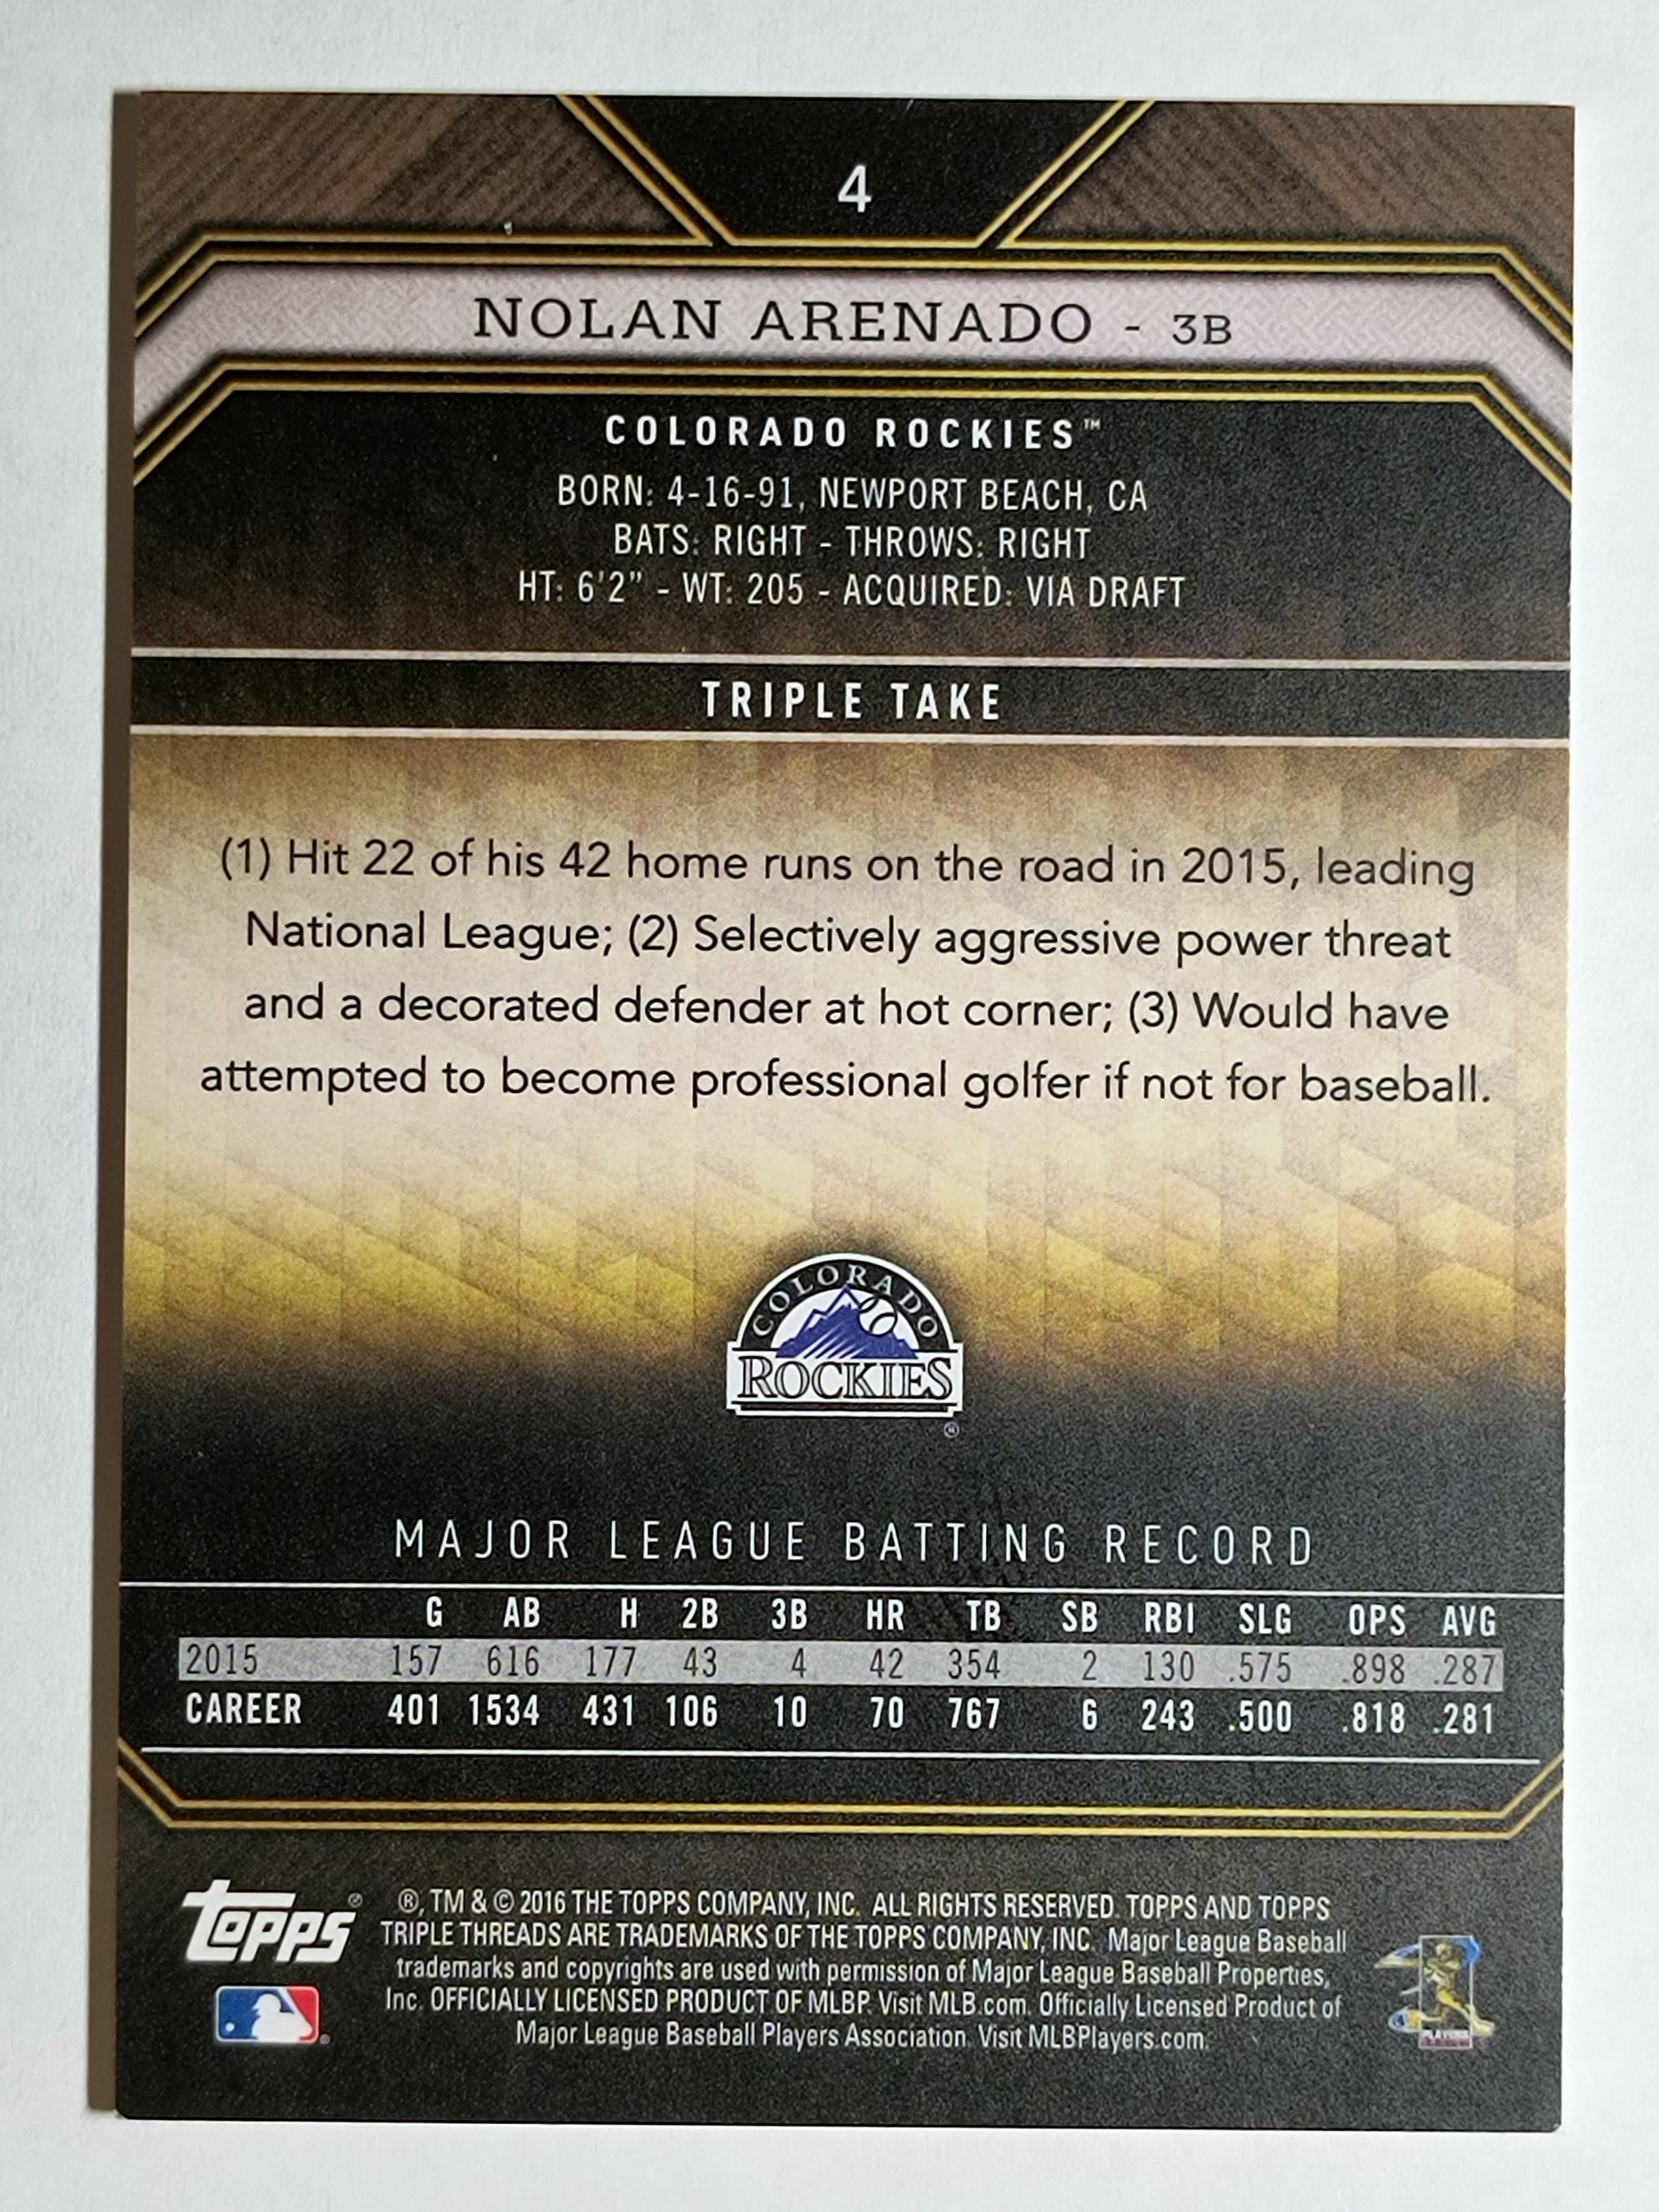 4
NOLAN ARENADO - 3B
COLORADO ROCKIES™
BORN: 4-16-91, NEWPORT BEACH, CA
BATS: RIGHT - THROWS: RIGHT
HT: 6'2" - WT: 205 - ACQUIRED: VIA DRAFT
TRIPLE TAKE
(1) Hit 22 of his 42 home runs on the road in 2015, leading
National League; (2) Selectively aggressive power threat
and a decorated defender at hot corner; (3) Would have
attempted to become professional golfer if not for baseball.
COLORADO
ROCKIES
®
MAJOR LEAGUE BATTING RECORD
G AB H 2B 3B HR TB SB RBI SLG OPS AVG
2015 157 616 177 43 4 42 354 2 130 .575 .898 .287
CAREER 401 1534 431 106 10 70 767 6 243 .500 .818 .281
Topps®
®, TM & © 2016 THE TOPPS COMPANY, INC. ALL RIGHTS RESERVED. TOPPS AND TOPPS
TRIPLE THREADS ARE TRADEMARKS OF THE TOPPS COMPANY, INC. Major League Baseball
trademarks and copyrights are used with permission of Major League Baseball Properties,
Inc. OFFICIALLY LICENSED PRODUCT OF MLBP. Visit MLB.com. Officially Licensed Product of
Major League Baseball Players Association. Visit MLBPlayers.com.
PLAYERS